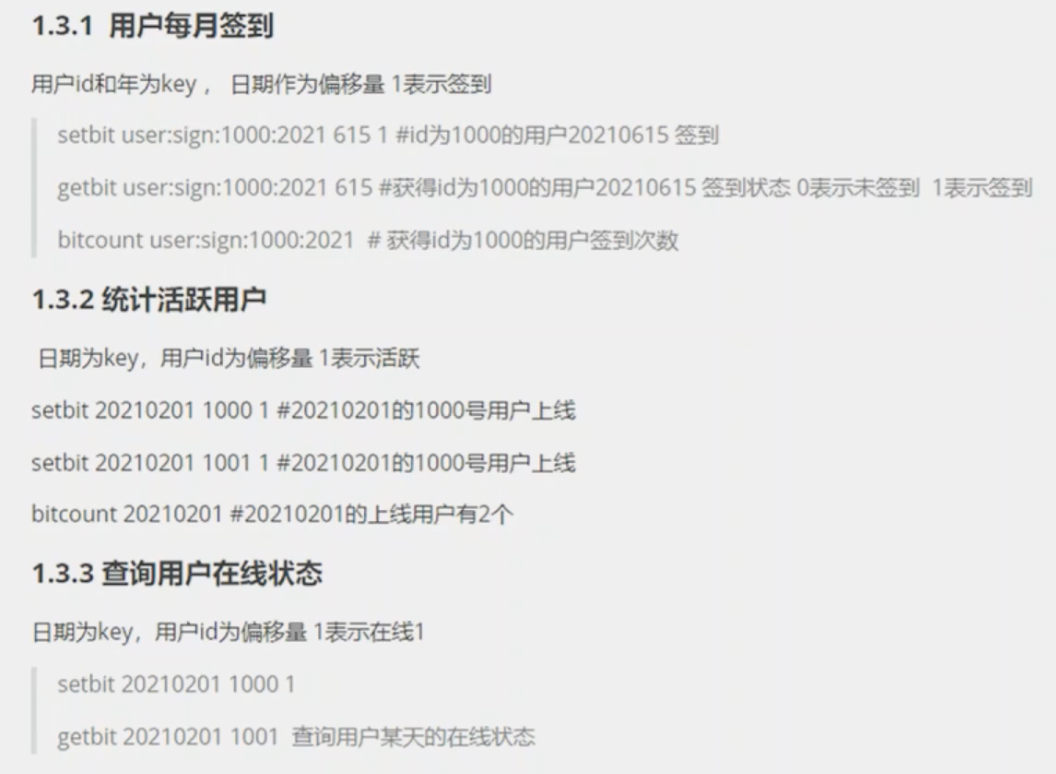 1.3.1 用户每月签到
用户id和年为key ， 日期作为偏移量 1表示签到
setbit user:sign:1000:2021 615 1 #id为1000的用户20210615 签到
getbit user:sign:1000:2021 615 #获得id为1000的用户20210615 签到状态 0表示未签到 1表示签到
bitcount user:sign:1000:2021 # 获得id为1000的用户签到次数
1.3.2 统计活跃用户
日期为key，用户id为偏移量 1表示活跃
setbit 20210201 1000 1 #20210201的1000号用户上线
setbit 20210201 1001 1 #20210201的1000号用户上线
bitcount 20210201 #20210201的上线用户有2个
1.3.3 查询用户在线状态
日期为key，用户id为偏移量 1表示在线1
setbit 20210201 1000 1
getbit 20210201 1001 查询用户某天的在线状态